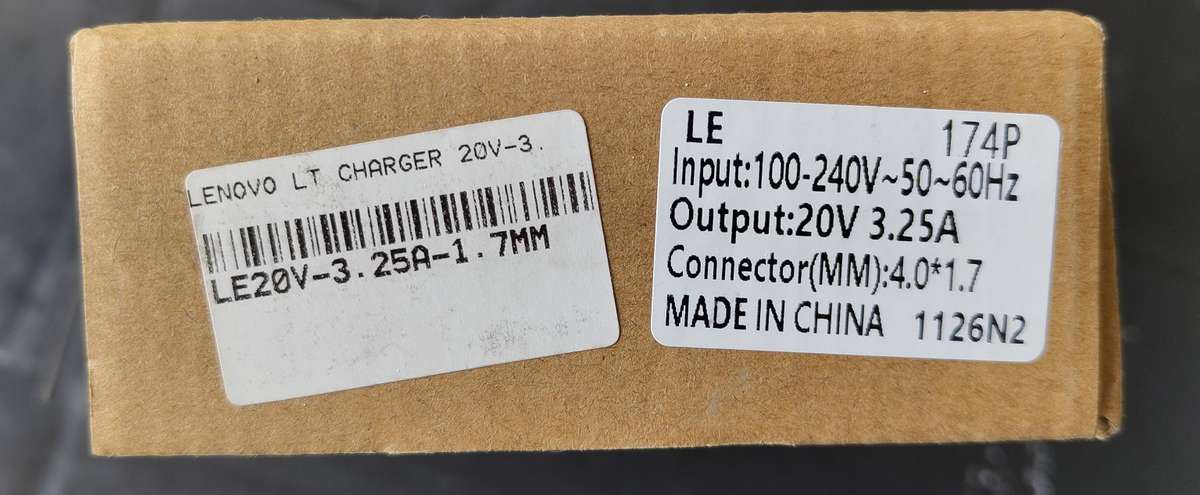 LENOVO LT CHARGER 20V-3.
LE20V-3.25A-1.7MM
LE 174P
Input:100-240V~50~60Hz
Output:20V 3.25A
Connector(MM):4.0*1.7
MADE IN CHINA 1126N2